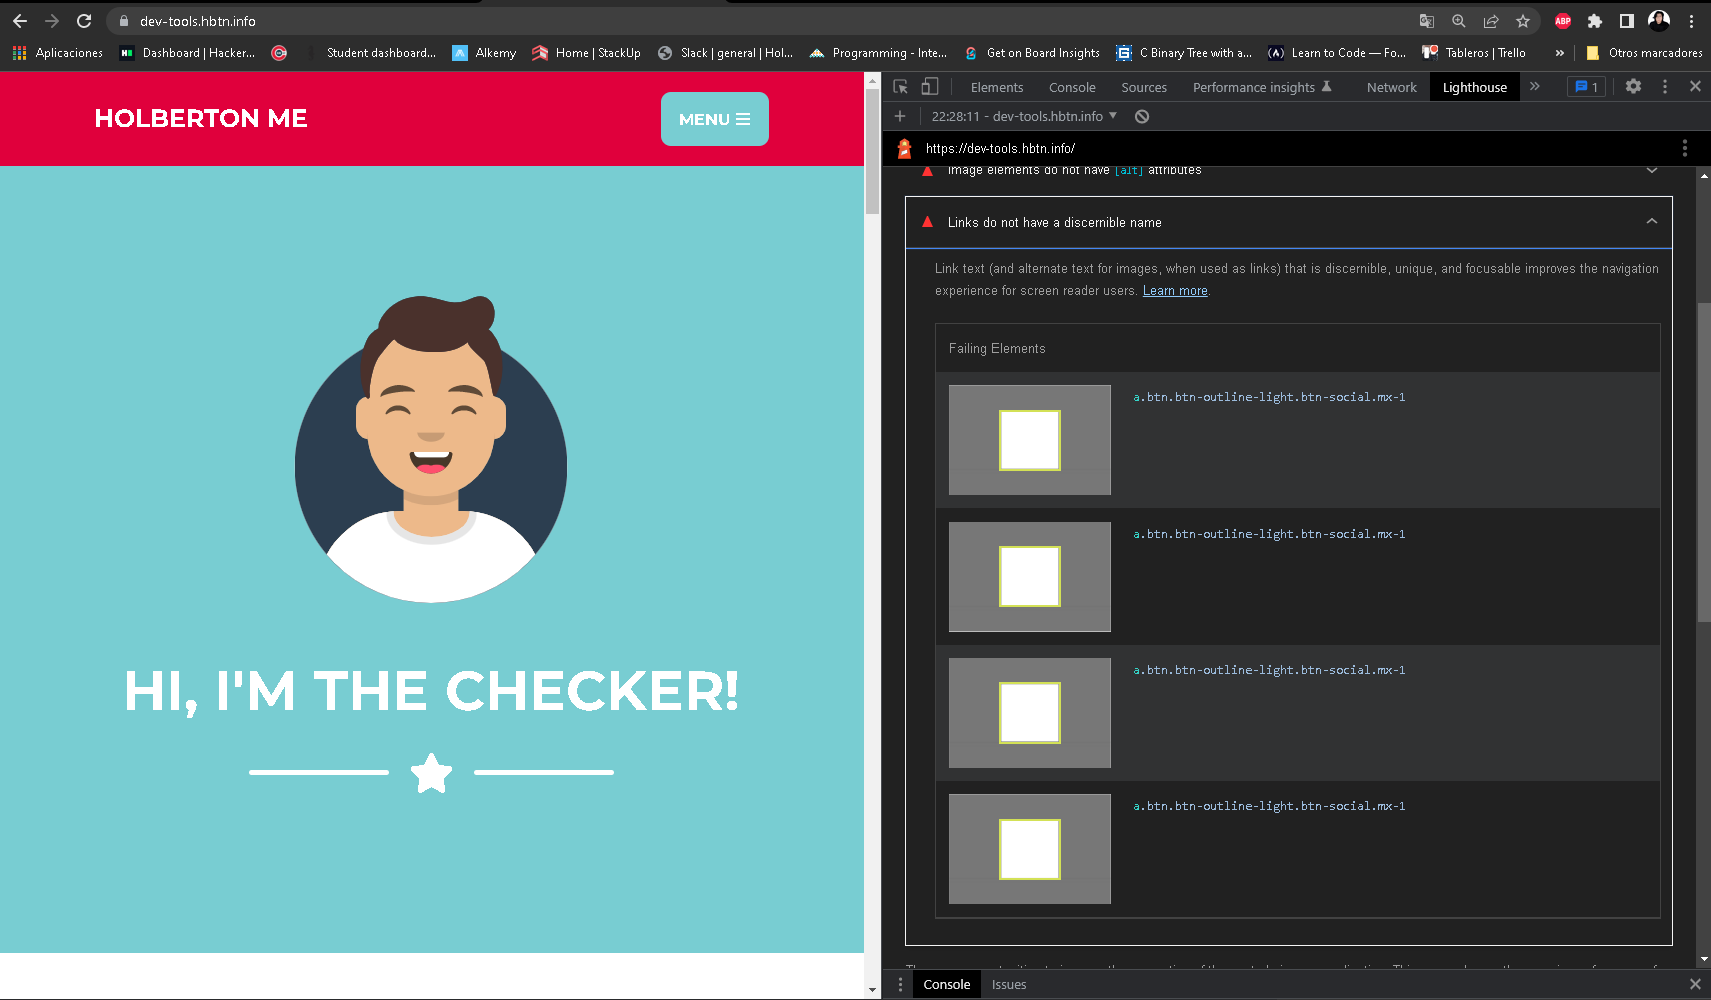 dev-tools.hbtn.info
ABP
Aplicaciones
Dashboard | Hacker...
Student dashboard...
Alkemy
Home | StackUp
Slack | general | Hol...
Programming - Inte...
Get on Board Insights
C Binary Tree with a...
Learn to Code — Fo...
Tableros | Trello
»
Otros marcadores
HOLBERTON ME
MENU
HI, I'M THE CHECKER!
Elements
Console
Sources
Performance insights
Network
Lighthouse
»
1
22:28:11 - dev-tools.hbtn.info
https://dev-tools.hbtn.info/
Image elements do not have [alt] attributes
Links do not have a discernible name
Link text (and alternate text for images, when used as links) that is discernible, unique, and focusable improves the navigation
experience for screen reader users. Learn more.
Failing Elements
a.btn.btn-outline-light.btn-social.mx-1
a.btn.btn-outline-light.btn-social.mx-1
a.btn.btn-outline-light.btn-social.mx-1
a.btn.btn-outline-light.btn-social.mx-1
Console
Issues